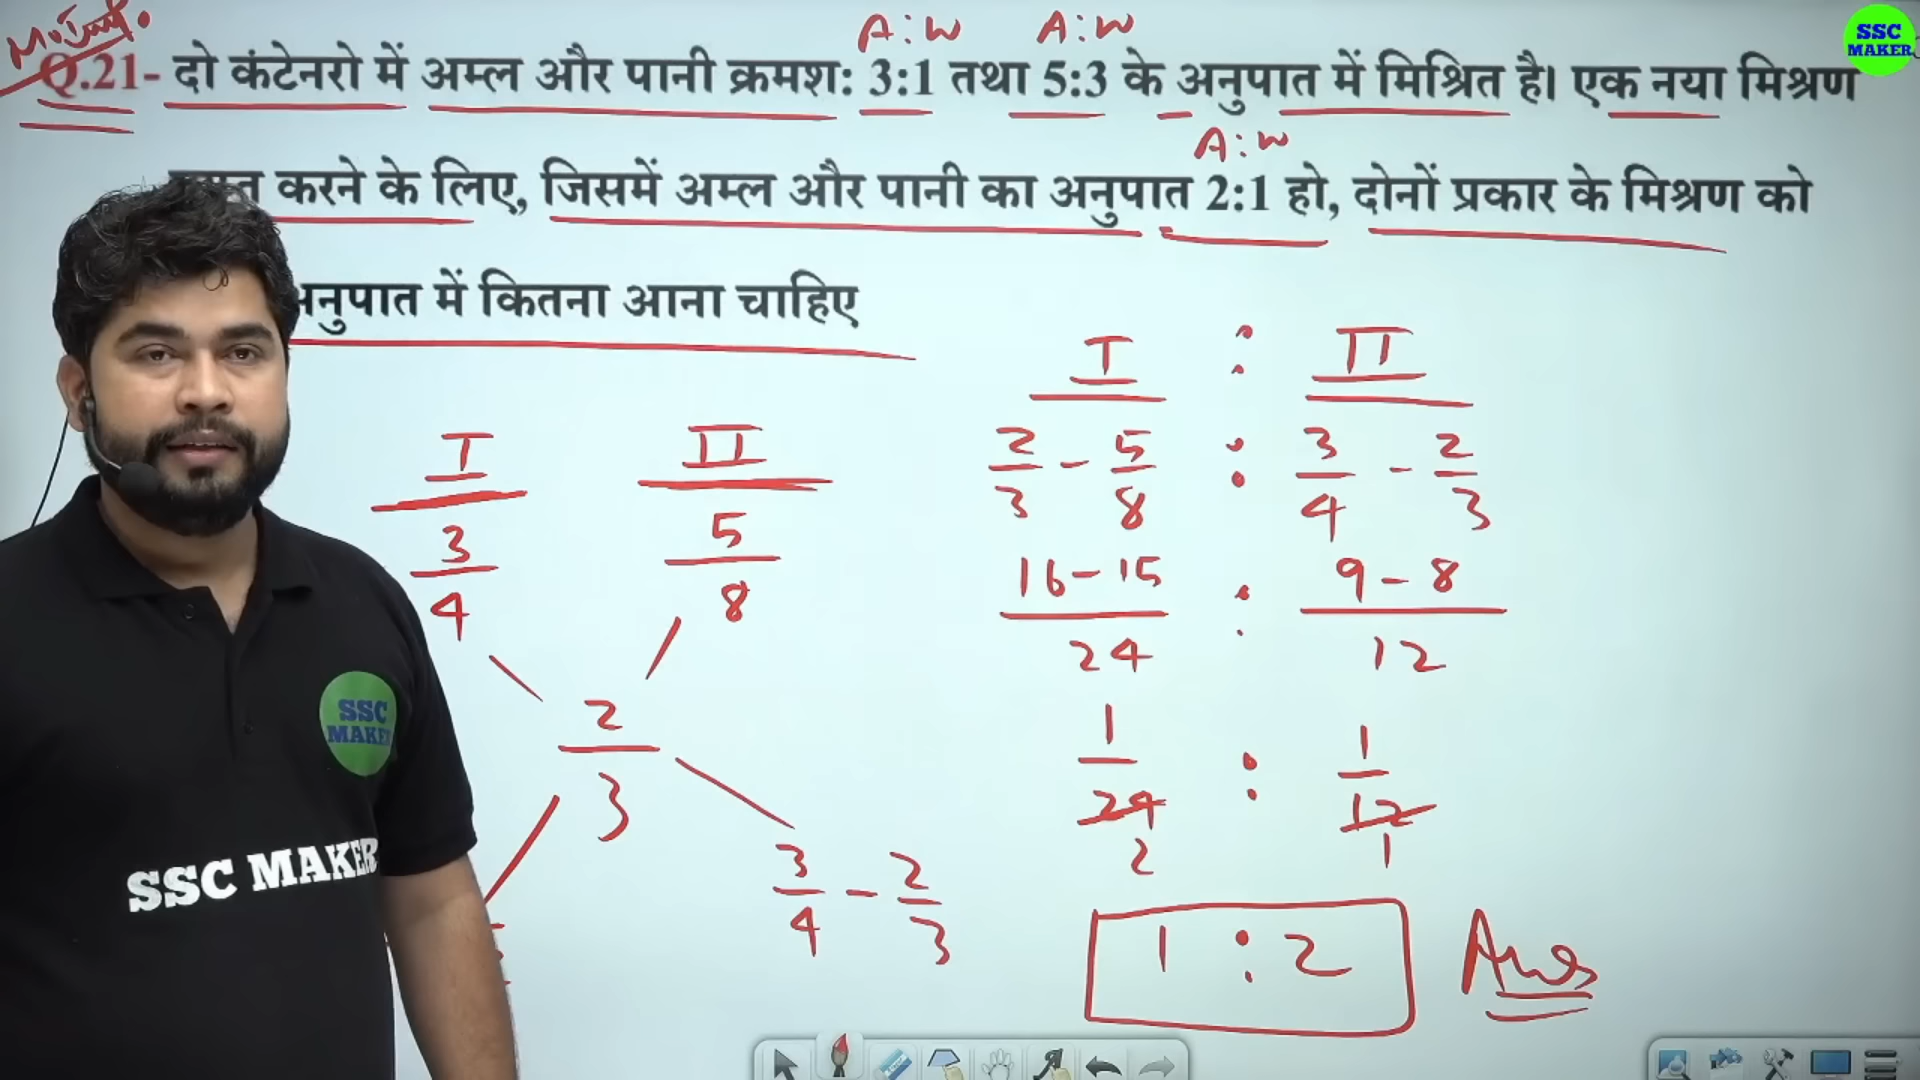 A:W A:W
M.Imp.
Q.21- दो कंटेनरो में अम्ल और पानी क्रमश: 3:1 तथा 5:3 के अनुपात में मिश्रित है। एक नया मिश्रण
A:W
करने के लिए, जिसमें अम्ल और पानी का अनुपात 2:1 हो, दोनों प्रकार के मिश्रण को
अनुपात में कितना आना चाहिए
I II
3/4 5/8
2/3
3/4 - 2/3
I : II
2/3 - 5/8 : 3/4 - 2/3
16-15/24 : 9-8/12
1/24 : 1/12
2 1
1 : 2 Ans
SSC
MAKER
SSC
MAKER
SSC MAKER